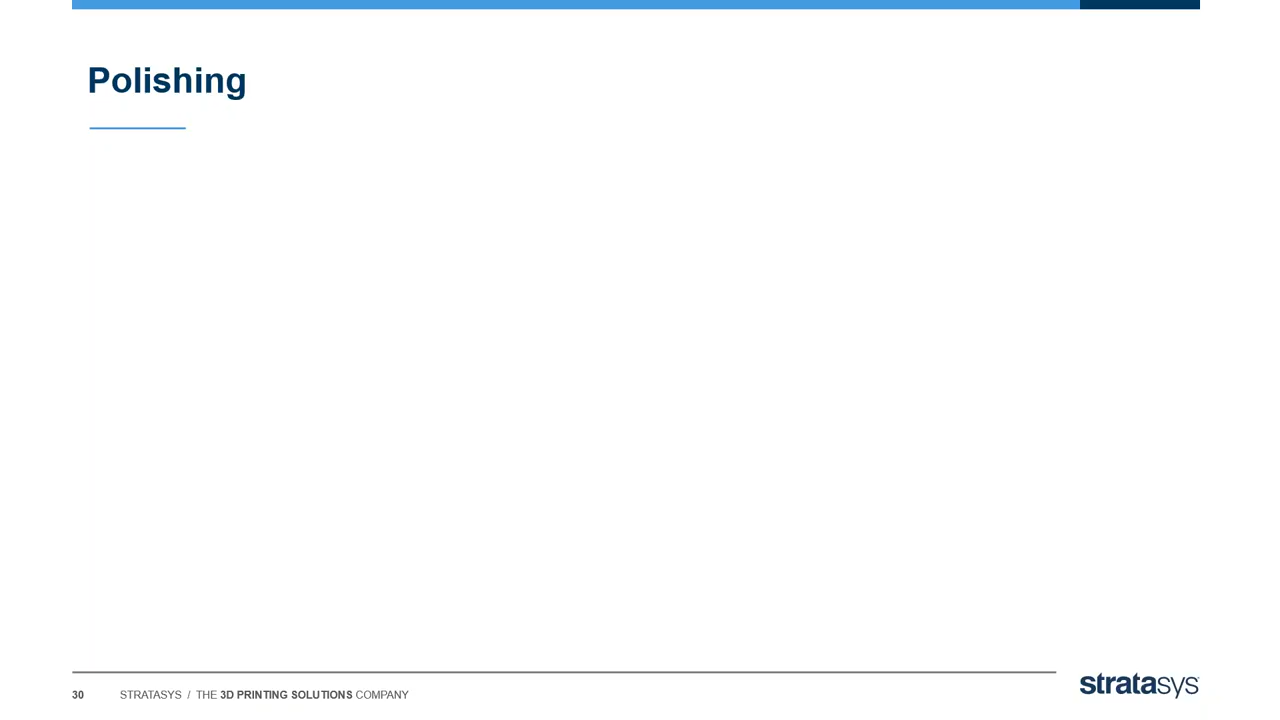 Polishing
30 STRATASYS / THE 3D PRINTING SOLUTIONS COMPANY
stratasys